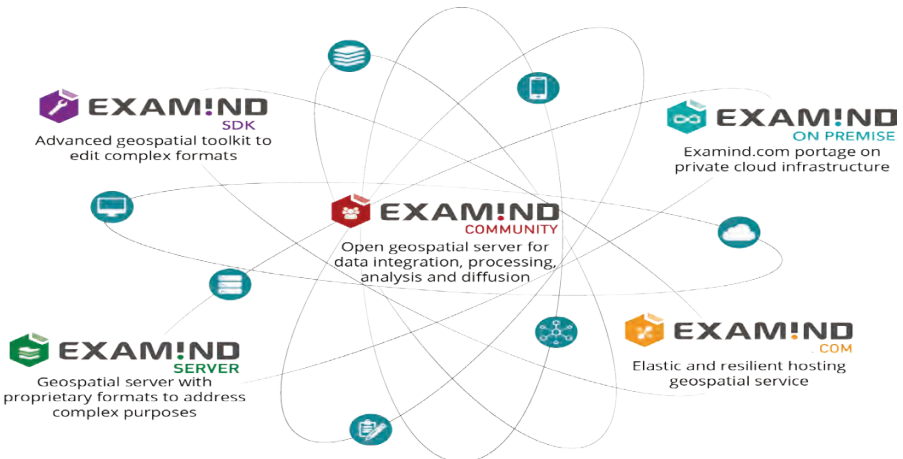 EXAM!ND
SDK
Advanced geospatial toolkit to
edit complex formats
EXAM!ND
ON PREMISE
Examind.com portage on
private cloud infrastructure
EXAM!ND
COMMUNITY
Open geospatial server for
data integration, processing,
analysis and diffusion
EXAM!ND
SERVER
Geospatial server with
proprietary formats to address
complex purposes
EXAM!ND
.COM
Elastic and resilient hosting
geospatial service